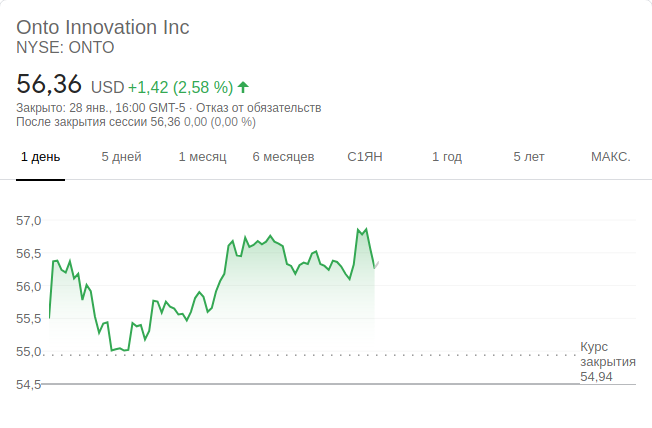 Onto Innovation Inc
NYSE: ONTO
56,36 USD +1,42 (2,58 %)
Закрыто: 28 янв., 16:00 GMT-5 · Отказ от обязательств
После закрытия сессии 56,36 0,00 (0,00 %)
1 день 5 дней 1 месяц 6 месяцев С1ЯН 1 год 5 лет МАКС.
57,0
56,5
56,0
55,5
55,0
54,5
Курс
закрытия
54,94